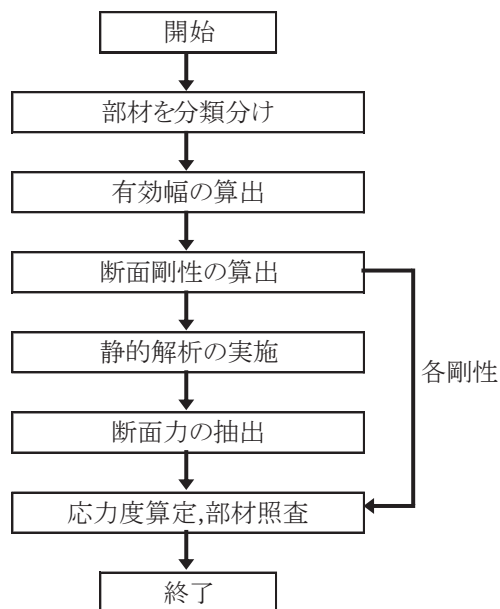 開始
部材を分類分け
有効幅の算出
断面剛性の算出
静的解析の実施
各剛性
断面力の抽出
応力度算定,部材照査
終了